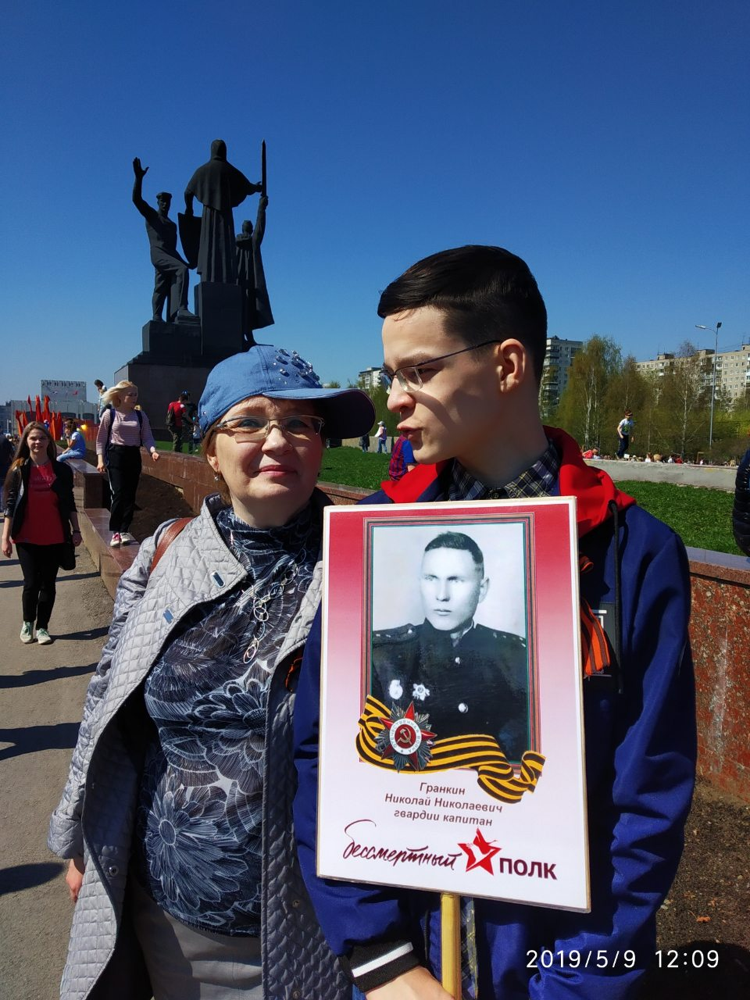 Гранкин
Николай Николаевич
гвардии капитан
бессмертный ПОЛК
2019/5/9 12:09